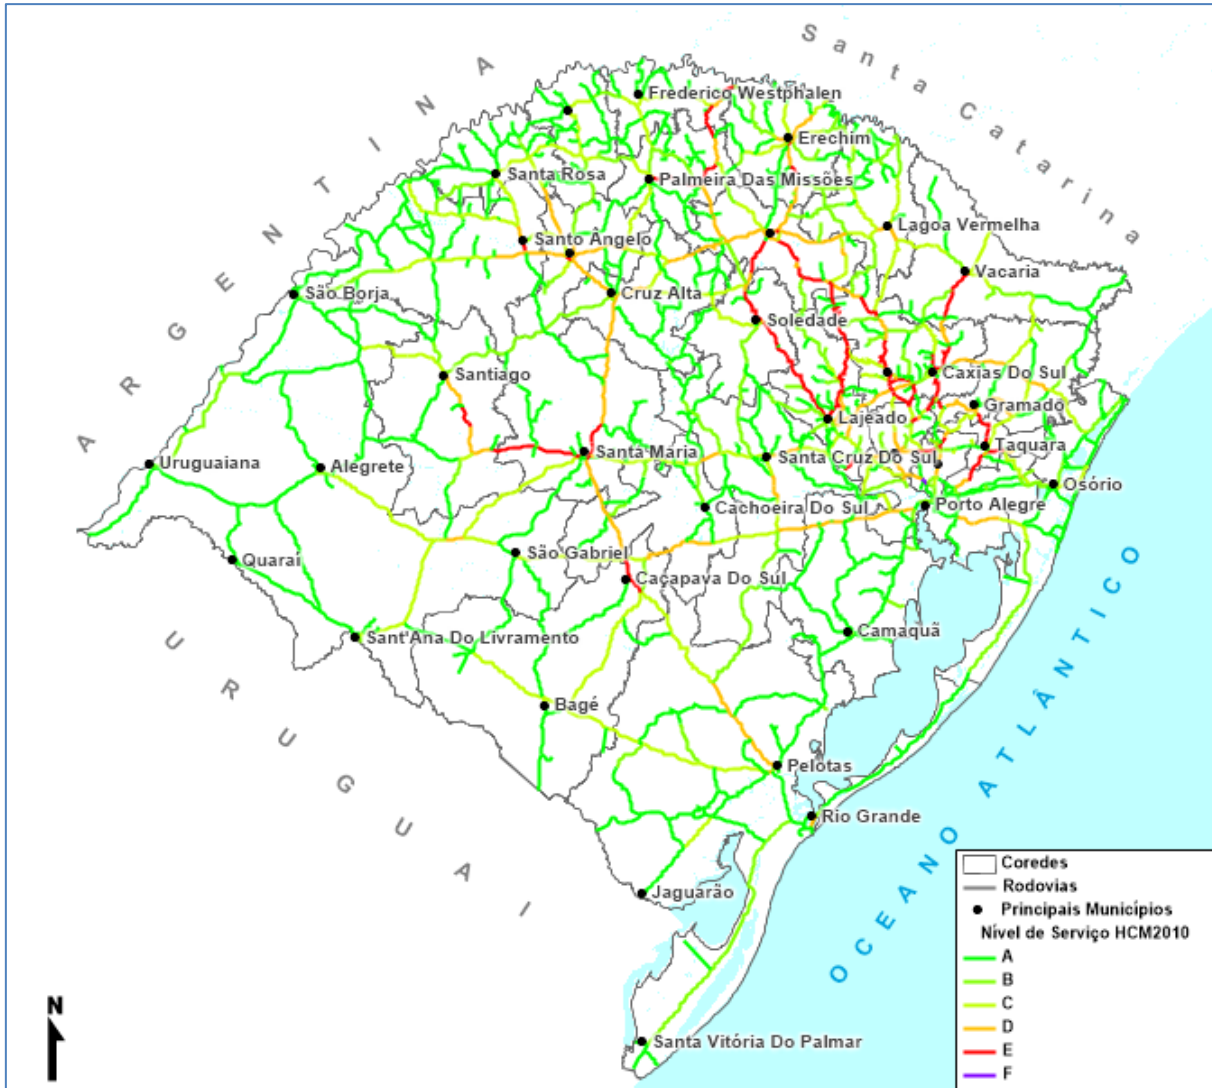 Santa Catarina
ARGENTINA
Frederico Westphalen
Erechim
Santa Rosa
Palmeira Das Missões
Lagoa Vermelha
Santo Ângelo
Vacaria
São Borja
Cruz Alta
Soledade
Santiago
Caxias Do Sul
Gramado
Lajeado
Taquara
Uruguaiana
Alegrete
Santa Maria
Santa Cruz Do Sul
Osório
Cachoeira Do Sul
Porto Alegre
Quaraí
São Gabriel
Caçapava Do Sul
Sant'Ana Do Livramento
Camaquã
URUGUAI
Bagé
Pelotas
Rio Grande
OCEANO ATLÂNTICO
Jaguarão
Santa Vitória Do Palmar
N
Coredes
Rodovias
Principais Municípios
Nível de Serviço HCM2010
A
B
C
D
E
F